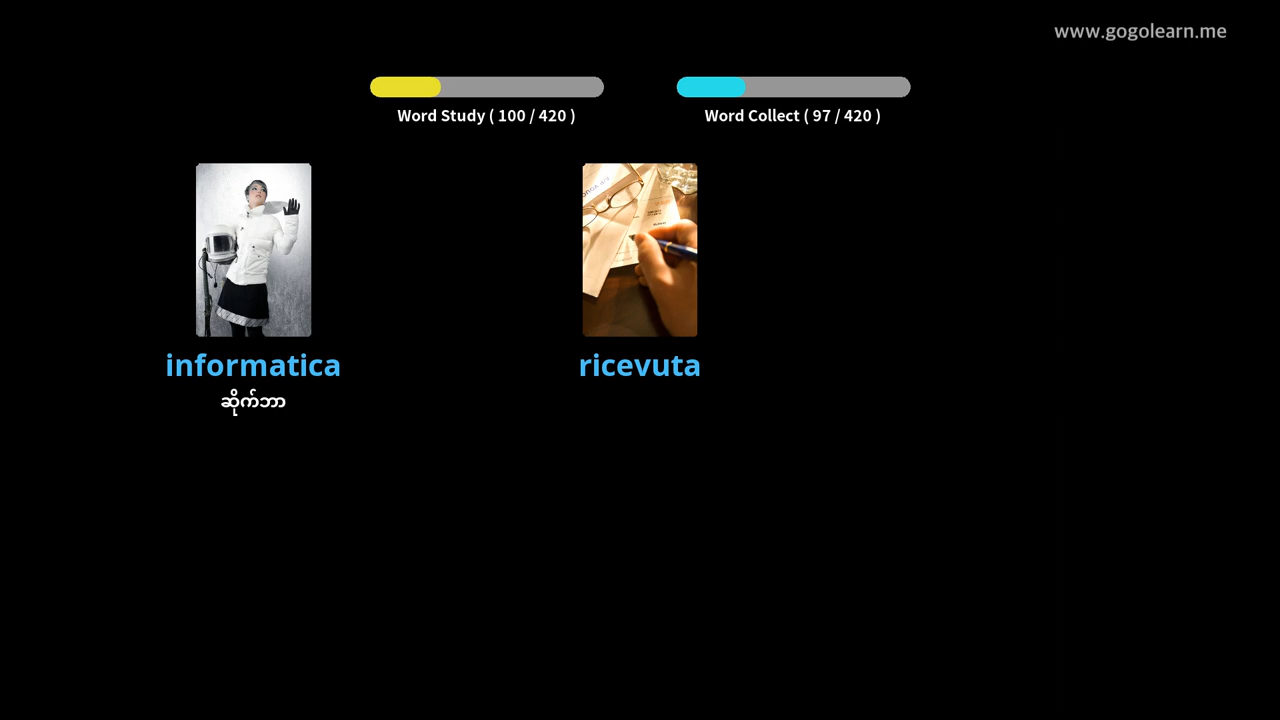 www.gogolearn.me
Word Study ( 100 / 420 )
Word Collect ( 97 / 420 )
informatica
ဆိုက်ဘာ
ricevuta